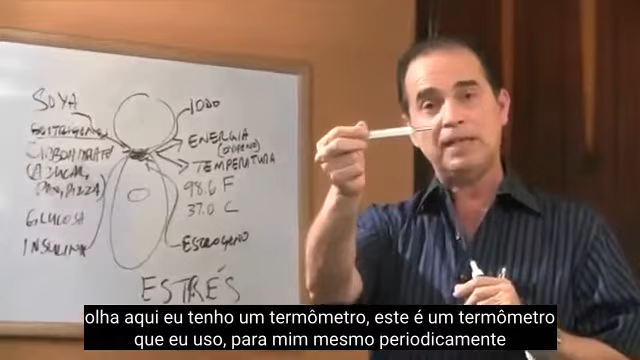 SOYA
IODO
ENERGIA
TEMPERATURA
98.6 F
37.0 C
GLUCOSA
INSULINA
ESTROGENO
ESTRÉS
olha aqui eu tenho um termômetro, este é um termômetro
que eu uso, para mim mesmo periodicamente